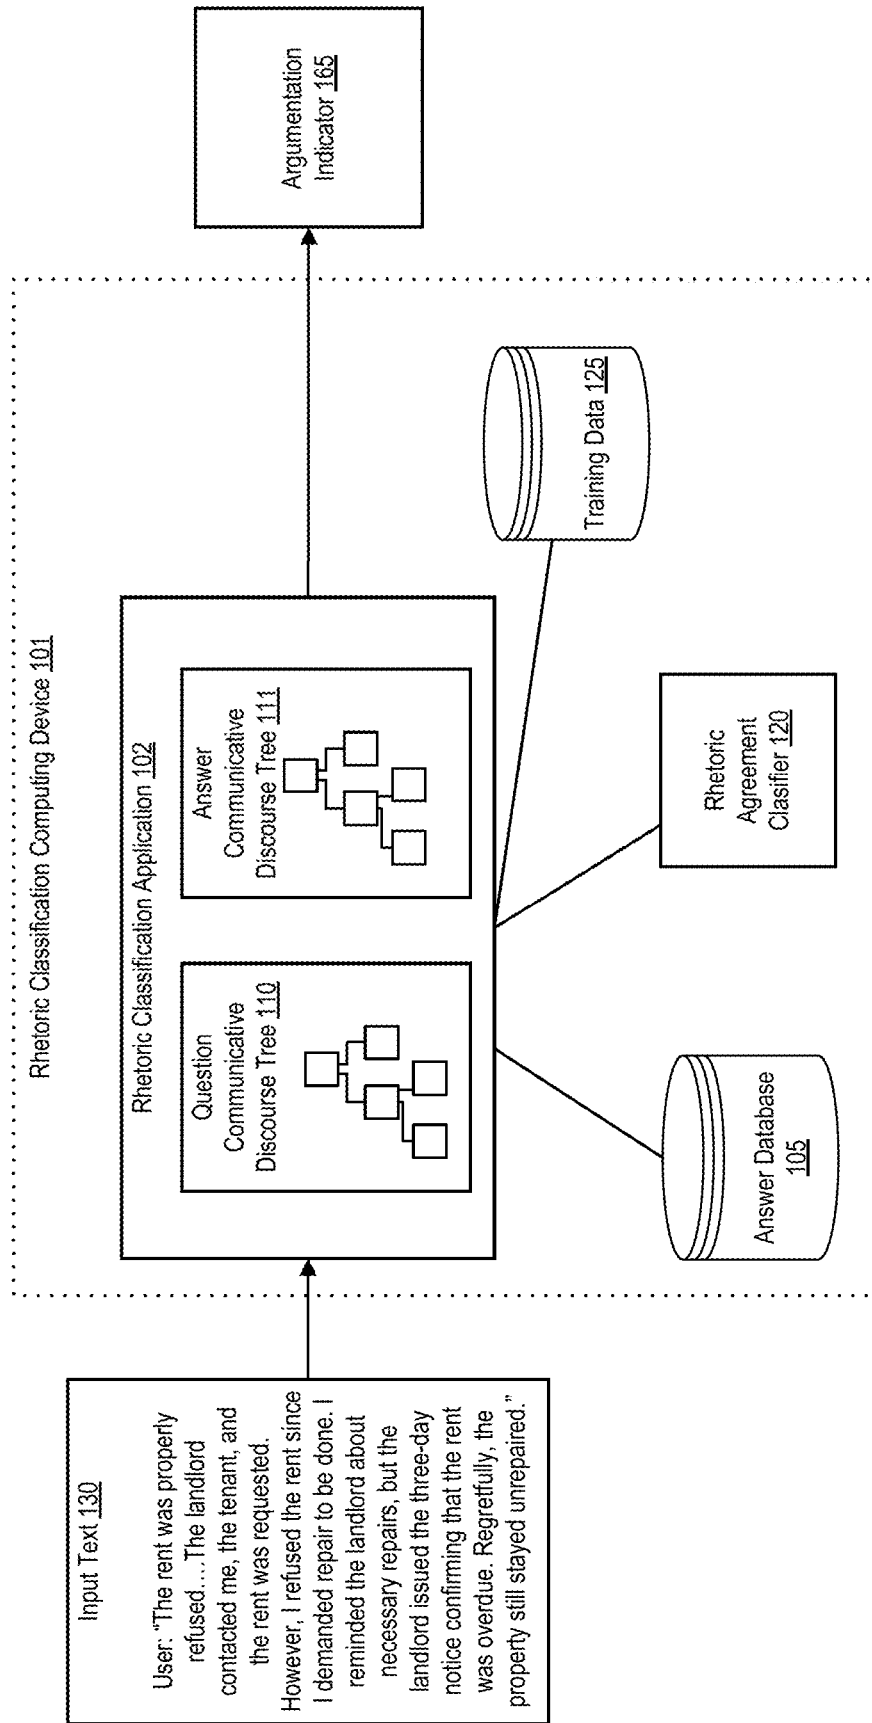 Input Text 130
User: “The rent was properly
refused….The landlord
contacted me, the tenant, and
the rent was requested.
However, I refused the rent since
I demanded repair to be done. I
reminded the landlord about
necessary repairs, but the
landlord issued the three-day
notice confirming that the rent
was overdue. Regretfully, the
property still stayed unrepaired.”
Rhetoric Classification Computing Device 101
Rhetoric Classification Application 102
Question
Communicative
Discourse Tree 110
Answer
Communicative
Discourse Tree 111
Answer Database
105
Rhetoric
Agreement
Clasifier 120
Training Data 125
Argumentation
Indicator 165